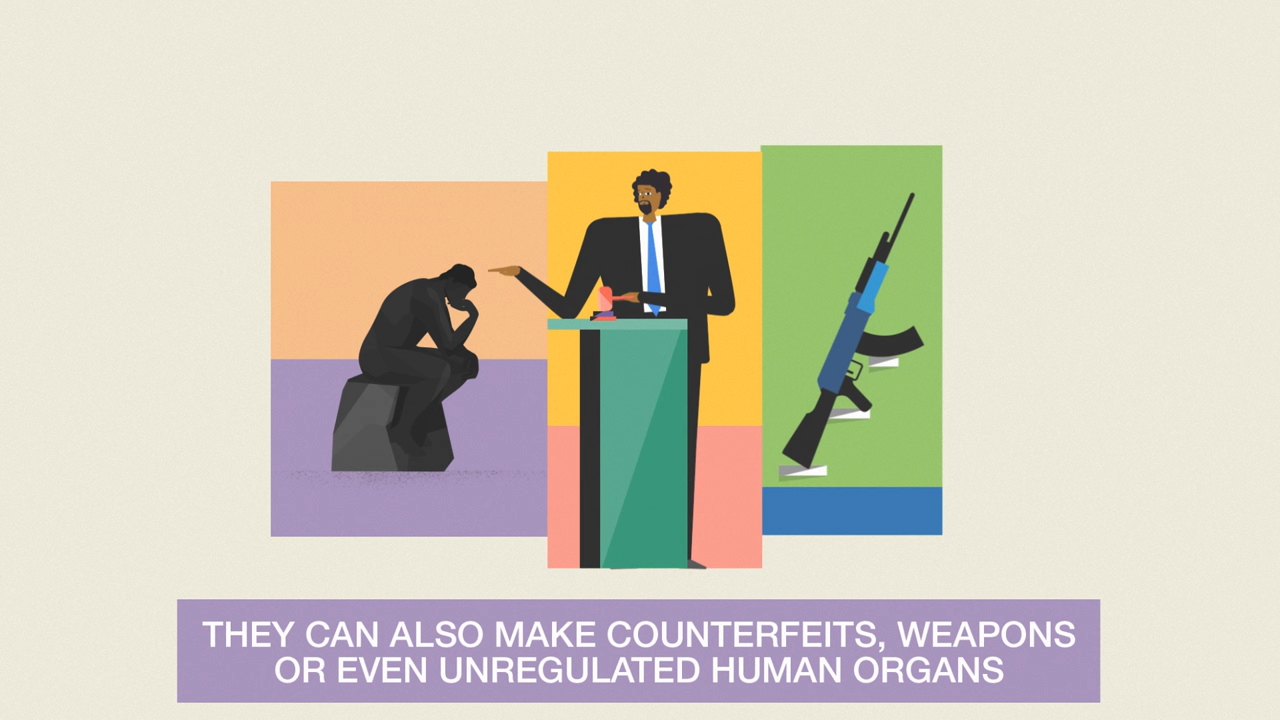 THEY CAN ALSO MAKE COUNTERFEITS, WEAPONS
OR EVEN UNREGULATED HUMAN ORGANS